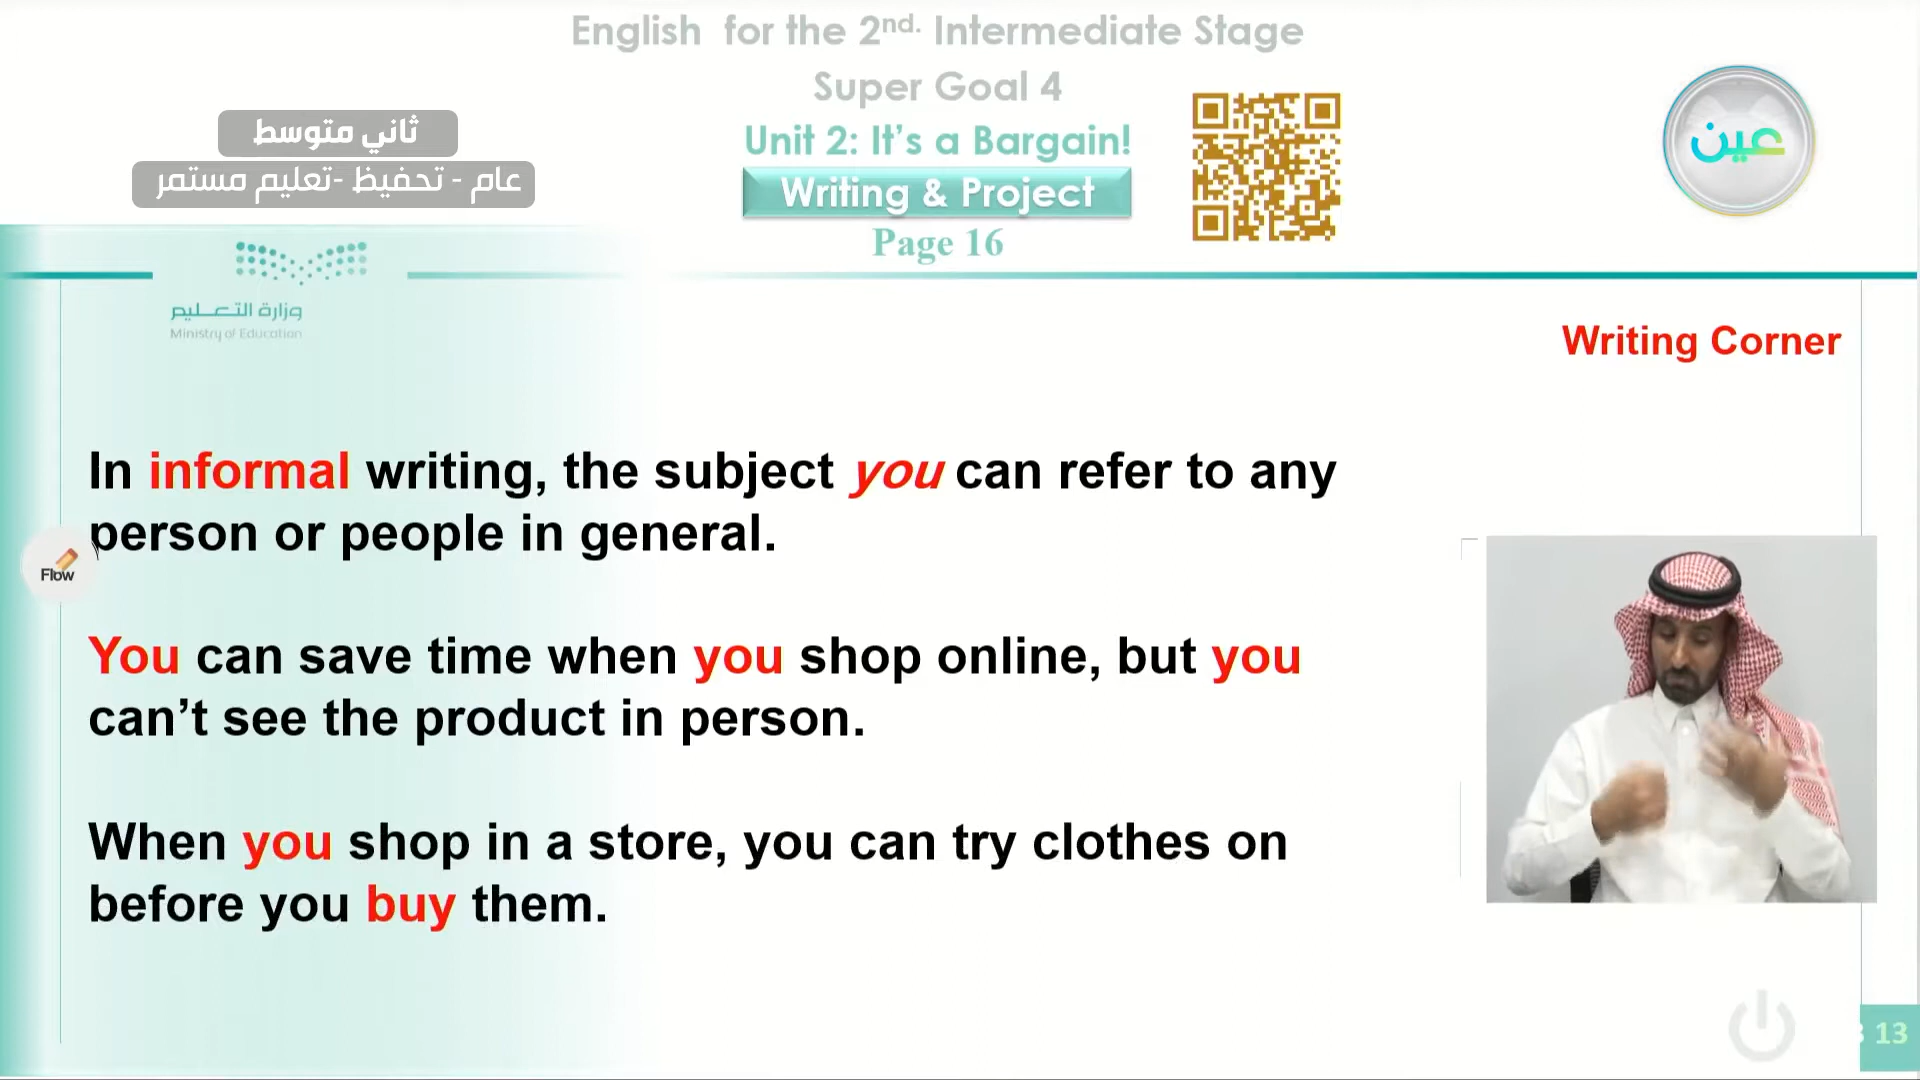 English for the 2nd. Intermediate Stage
Super Goal 4
Unit 2: It's a Bargain!
Writing & Project
Page 16
ثاني متوسط
عام - تحفيظ -تعليم مستمر
عين
وزارة التعليم
Ministry of Education
Writing Corner
In informal writing, the subject you can refer to any
person or people in general.
Flow
You can save time when you shop online, but you
can't see the product in person.
When you shop in a store, you can try clothes on
before you buy them.
13